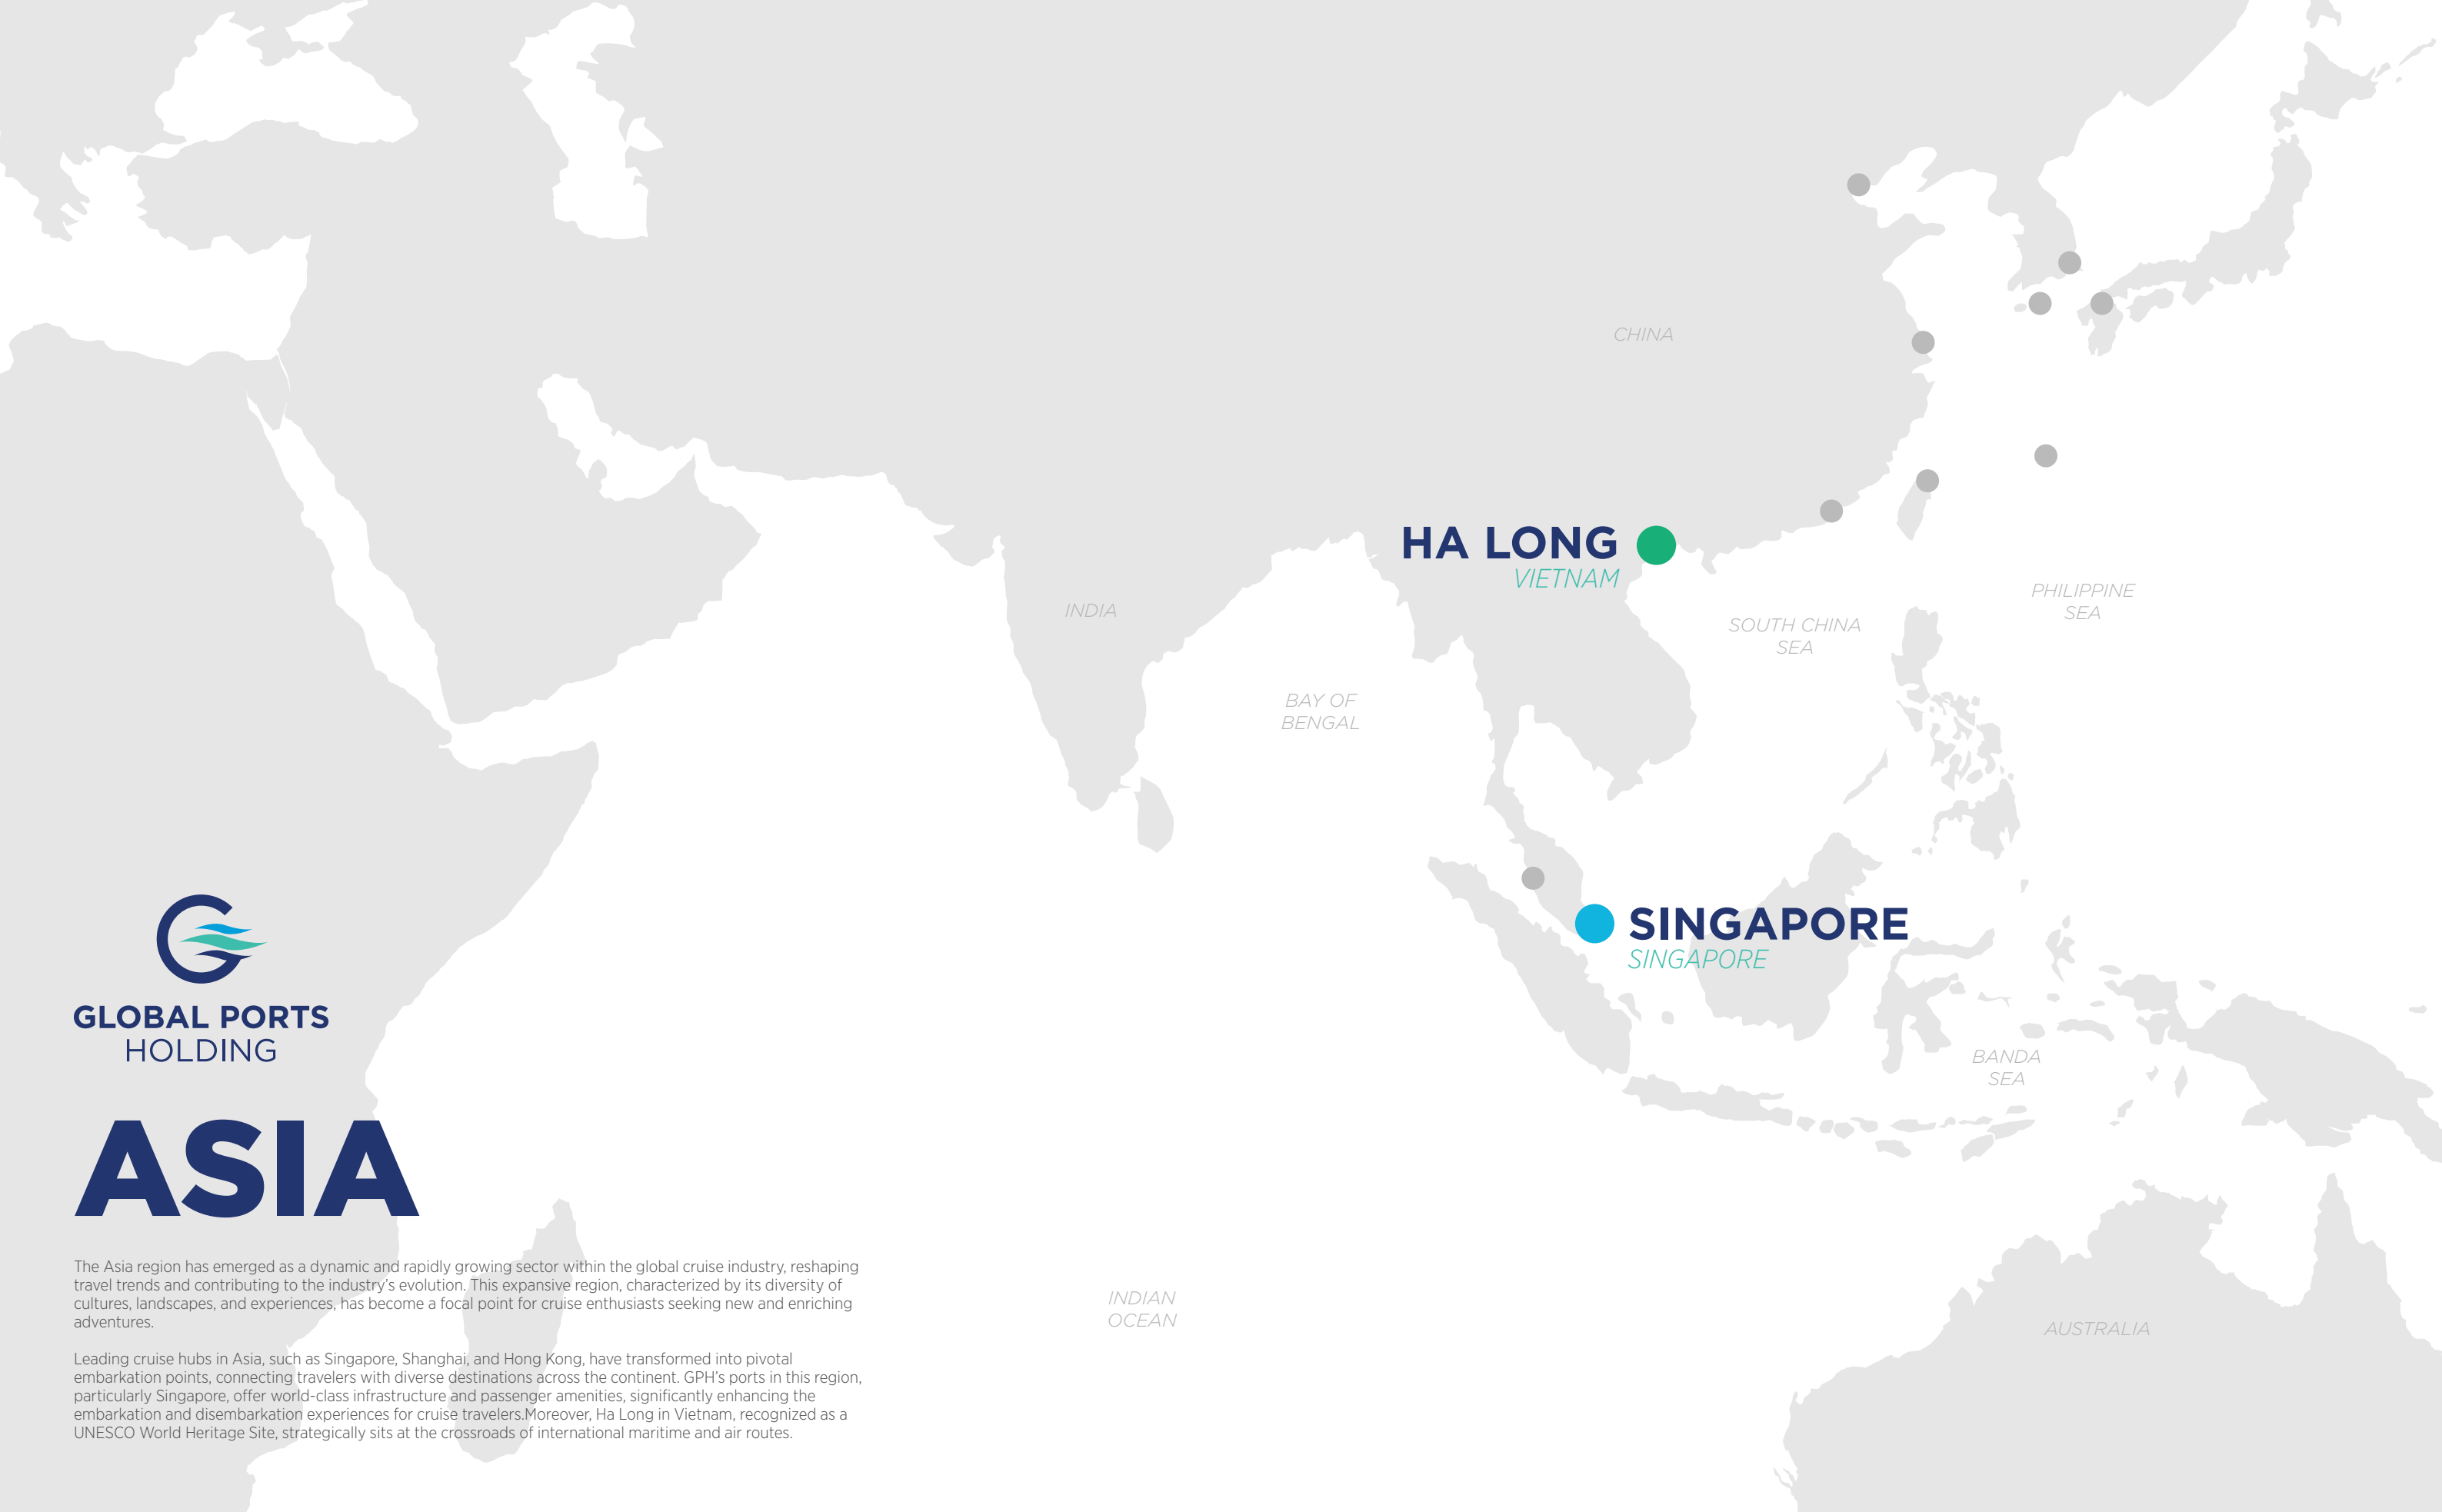 CHINA
HA LONG
VIETNAM
INDIA
PHILIPPINE
SEA
SOUTH CHINA
SEA
BAY OF
BENGAL
SINGAPORE
SINGAPORE
GLOBAL PORTS
HOLDING
BANDA
SEA
ASIA
The Asia region has emerged as a dynamic and rapidly growing sector within the global cruise industry, reshaping
travel trends and contributing to the industry's evolution. This expansive region, characterized by its diversity of
cultures, landscapes, and experiences, has become a focal point for cruise enthusiasts seeking new and enriching
adventures.
Leading cruise hubs in Asia, such as Singapore, Shanghai, and Hong Kong, have transformed into pivotal
embarkation points, connecting travelers with diverse destinations across the continent. GPH's ports in this region,
particularly Singapore, offer world-class infrastructure and passenger amenities, significantly enhancing the
embarkation and disembarkation experiences for cruise travelers.Moreover, Ha Long in Vietnam, recognized as a
UNESCO World Heritage Site, strategically sits at the crossroads of international maritime and air routes.
INDIAN
OCEAN
AUSTRALIA